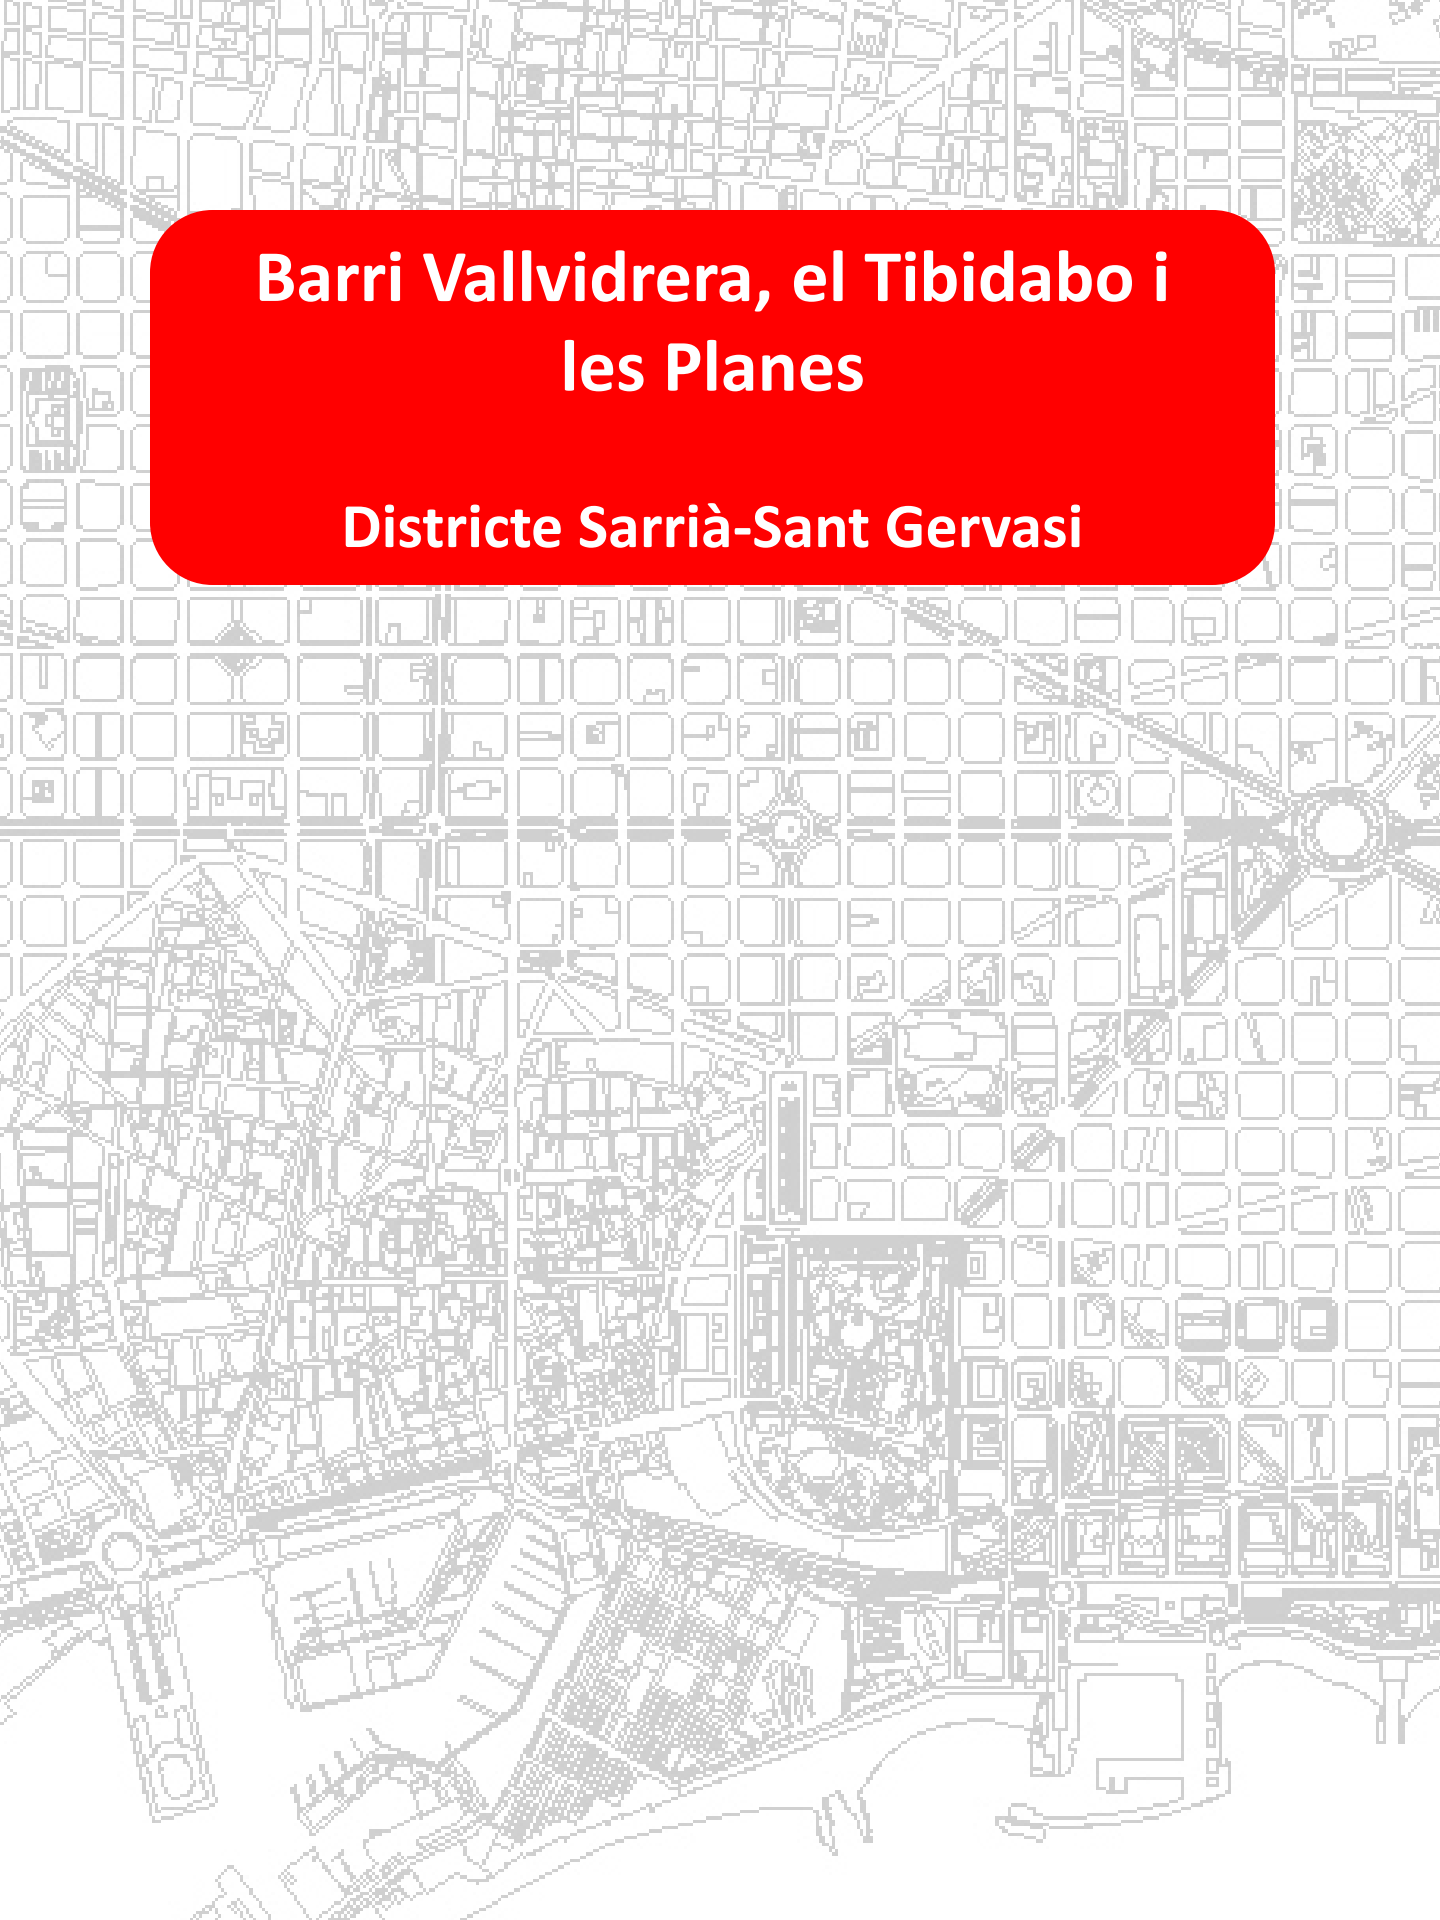 Barri Vallvidrera, el Tibidabo i
les Planes
Districte Sarrià-Sant Gervasi